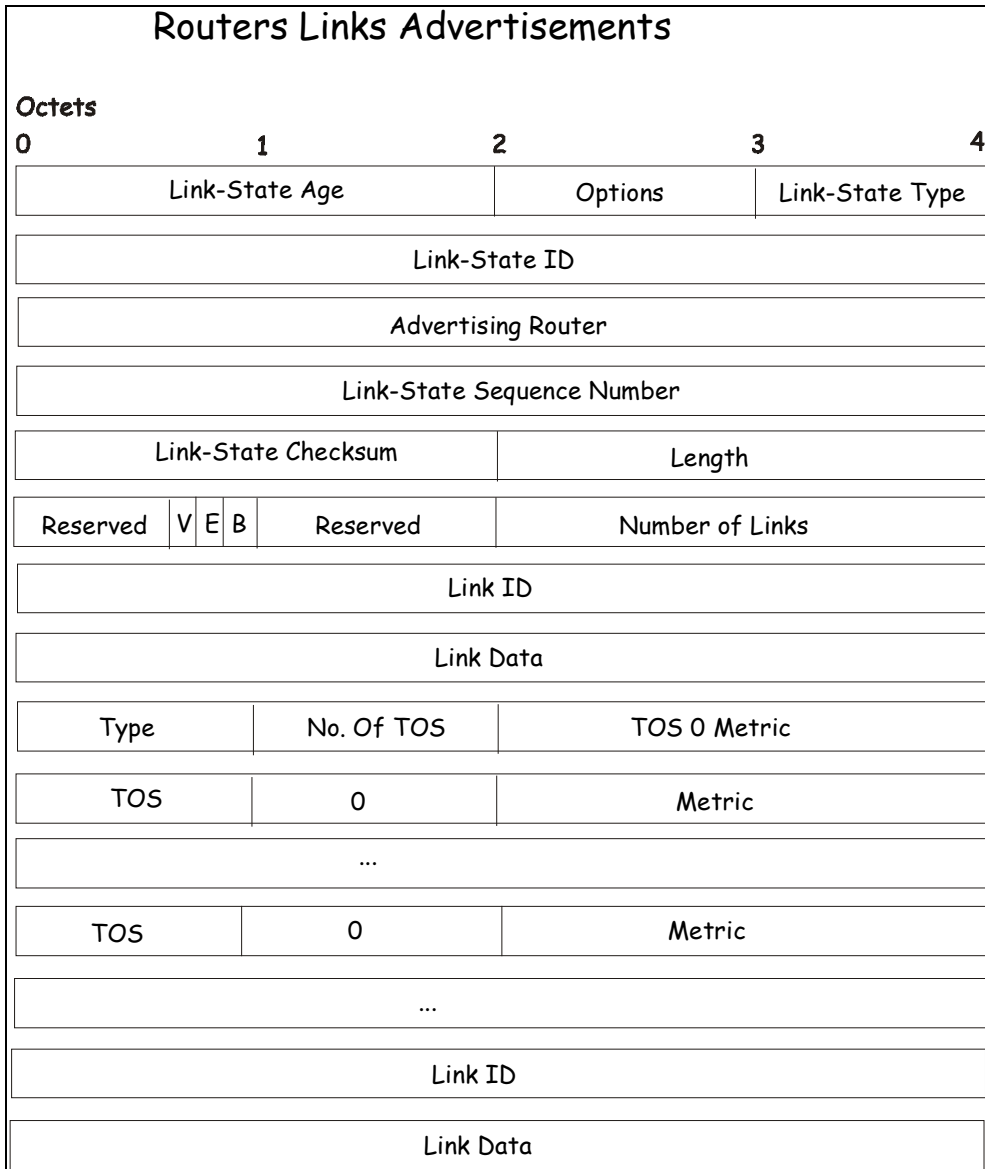 Routers Links Advertisements
Octets
0 1 2 3 4
Link-State Age Options Link-State Type
Link-State ID
Advertising Router
Link-State Sequence Number
Link-State Checksum Length
Reserved V E B Reserved Number of Links
Link ID
Link Data
Type No. Of TOS TOS 0 Metric
TOS 0 Metric
...
TOS 0 Metric
...
Link ID
Link Data